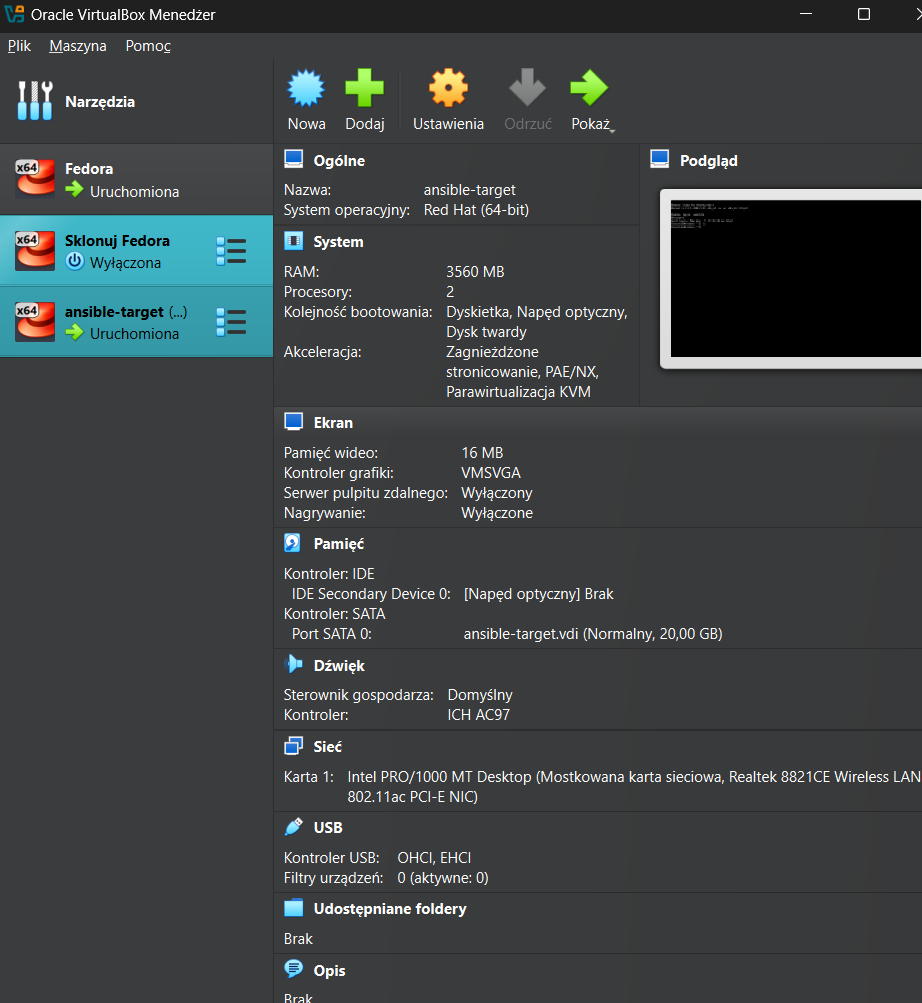 Oracle VirtualBox Menedżer
Plik Maszyna Pomoc
Narzędzia
Nowa Dodaj Ustawienia Odrzuć Pokaż
x64 Fedora
Uruchomiona
x64 Sklonuj Fedora
Wyłączona
x64 ansible-target (...)
Uruchomiona
Ogólne
Nazwa: ansible-target
System operacyjny: Red Hat (64-bit)
Podgląd
System
RAM: 3560 MB
Procesory: 2
Kolejność bootowania: Dyskietka, Napęd optyczny,
Dysk twardy
Akceleracja: Zagnieżdżone
stronicowanie, PAE/NX,
Parawirtualizacja KVM
Ekran
Pamięć wideo: 16 MB
Kontroler grafiki: VMSVGA
Serwer pulpitu zdalnego: Wyłączony
Nagrywanie: Wyłączone
Pamięć
Kontroler: IDE
IDE Secondary Device 0: [Napęd optyczny] Brak
Kontroler: SATA
Port SATA 0: ansible-target.vdi (Normalny, 20,00 GB)
Dźwięk
Sterownik gospodarza: Domyślny
Kontroler: ICH AC97
Sieć
Karta 1: Intel PRO/1000 MT Desktop (Mostkowana karta sieciowa, Realtek 8821CE Wireless LAN
802.11ac PCI-E NIC)
USB
Kontroler USB: OHCI, EHCI
Filtry urządzeń: 0 (aktywne: 0)
Udostępniane foldery
Brak
Opis
Brak